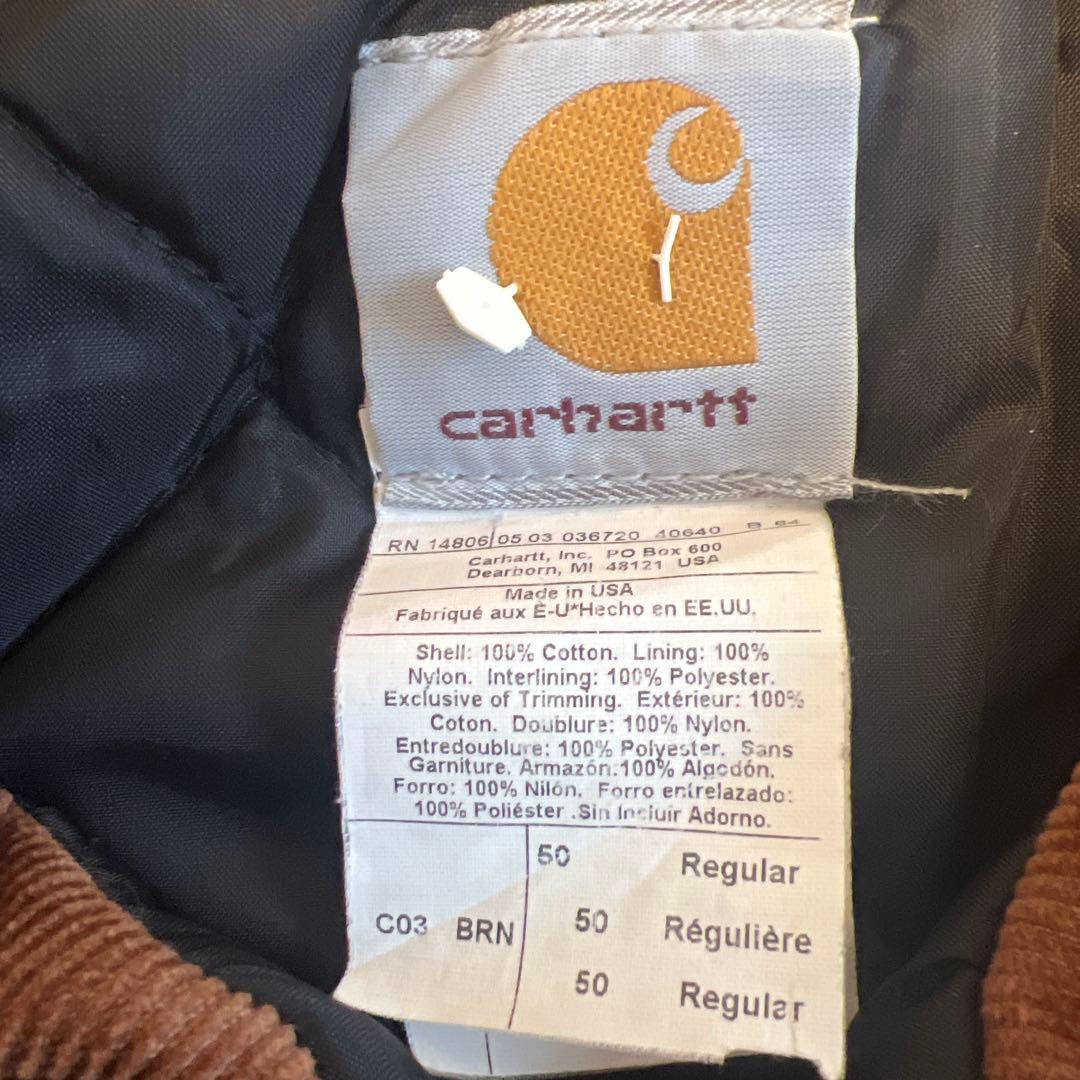 carhartt
RN 14806 05 03 036720 40640 B 64
Carhartt, Inc. PO Box 600
Dearborn, MI 48121 USA
Made in USA
Fabriqué aux E-U*Hecho en EE.UU.
Shell: 100% Cotton. Lining: 100%
Nylon. Interlining: 100% Polyester.
Exclusive of Trimming. Extérieur: 100%
Coton. Doublure: 100% Nylon.
Entredoublure: 100% Polyester. Sans
Garniture. Armazón:100% Algodón.
Forro: 100% Nilón. Forro entrelazado:
100% Poliéster .Sin Incluir Adorno.
50 Regular
C03 BRN 50 Régulière
50 Regular